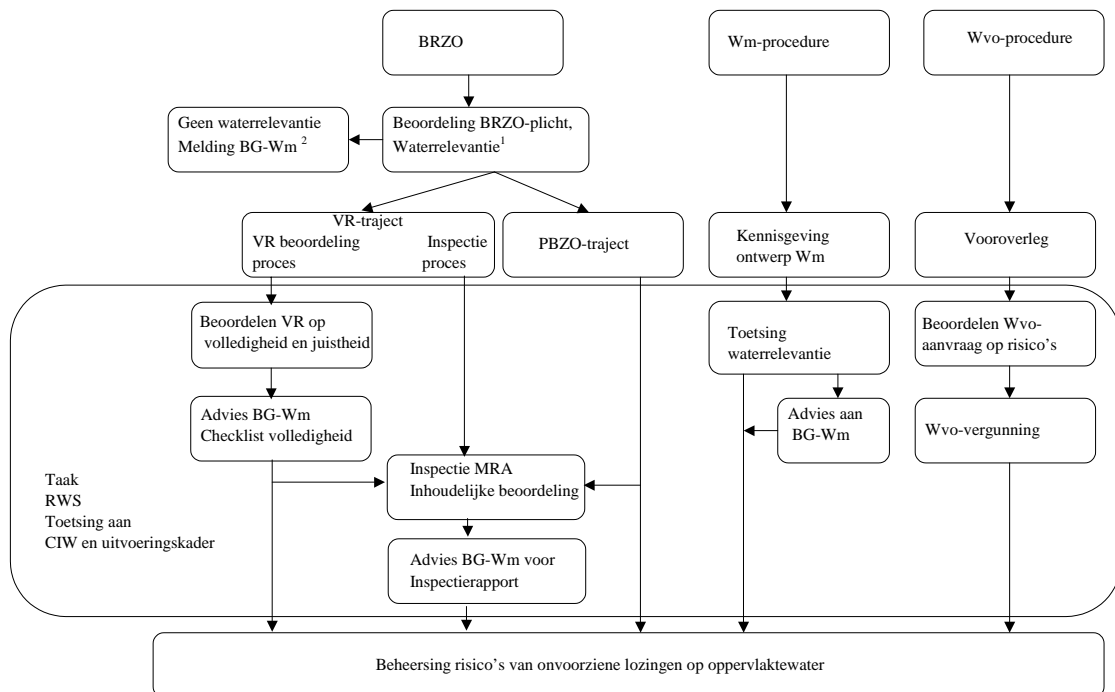 BRZO
Wm-procedure
Wvo-procedure
Geen waterrelevantie
Melding BG-Wm 2
Beoordeling BRZO-plicht,
Waterrelevantie1
VR-traject
VR beoordeling
proces
Inspectie
proces
PBZO-traject
Kennisgeving
ontwerp Wm
Vooroverleg
Beoordelen VR op
volledigheid en juistheid
Toetsing
waterrelevantie
Beoordelen Wvo-
aanvraag op risico's
Advies BG-Wm
Checklist volledigheid
Advies aan
BG-Wm
Wvo-vergunning
Inspectie MRA
Inhoudelijke beoordeling
Taak
RWS
Toetsing aan
CIW en uitvoeringskader
Advies BG-Wm voor
Inspectierapport
Beheersing risico's van onvoorziene lozingen op oppervlaktewater